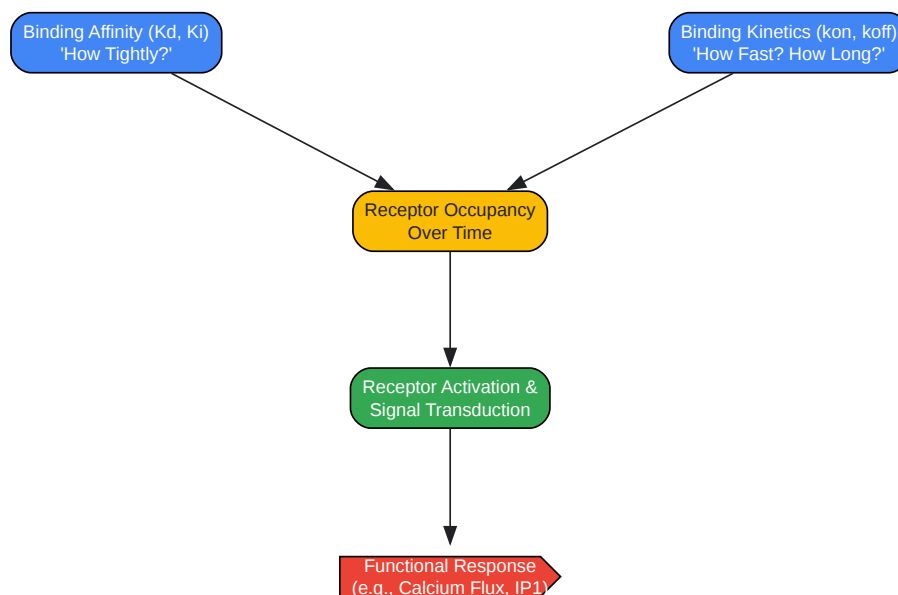 Binding Affinity (Kd, Ki)
'How Tightly?'
Binding Kinetics (kon, koff)
'How Fast? How Long?'
Receptor Occupancy
Over Time
Receptor Activation &
Signal Transduction
Functional Response
(e.g., Calcium Flux, IP1)